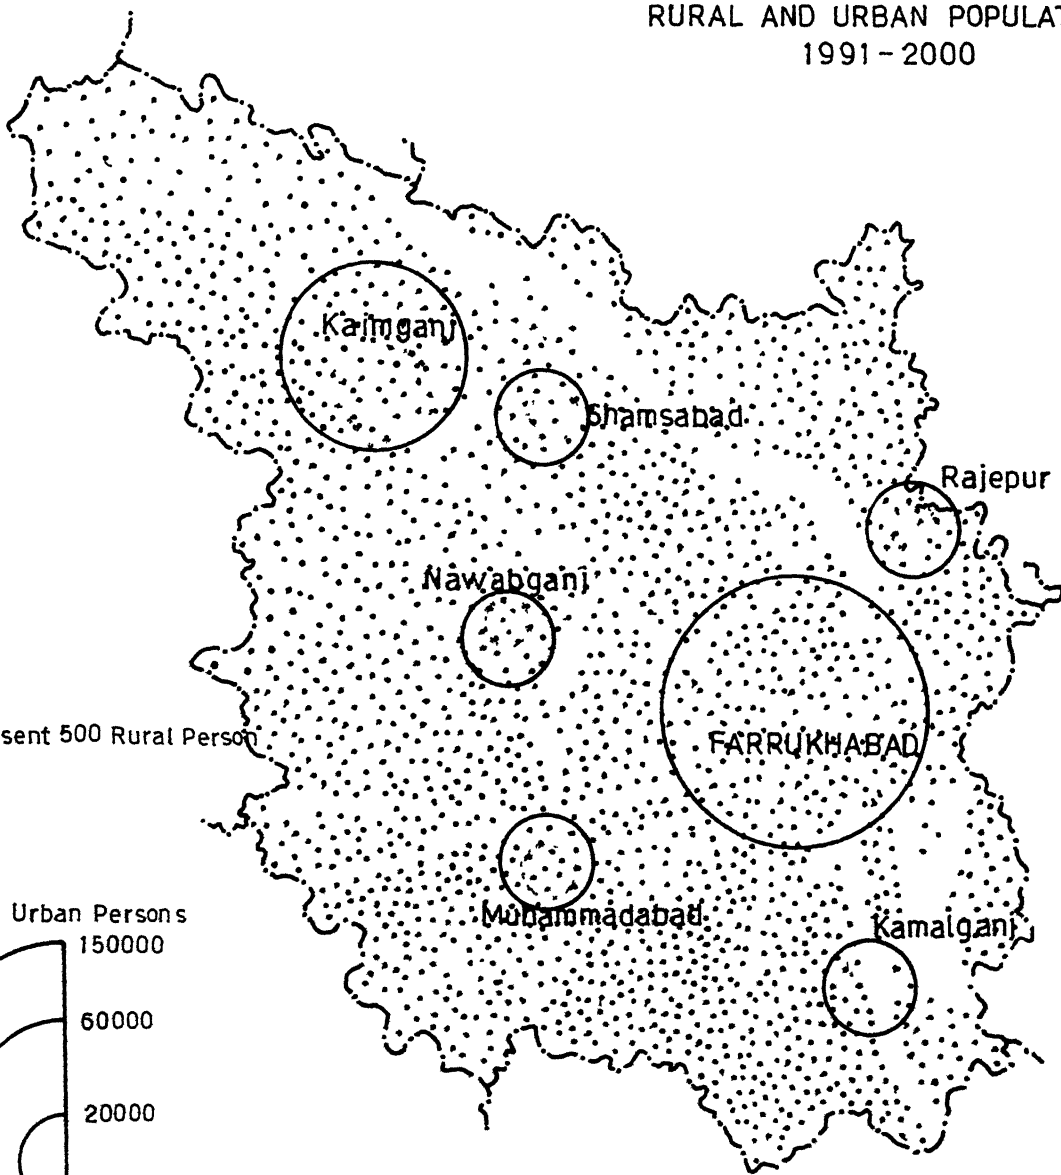 RURAL AND URBAN POPULAT
1991-2000
Kaimganj
Shamsabad
Rajepur
Nawabganj
sent 500 Rural Person
FARRUKHABAD
Muhammadabad
Kamalganj
Urban Persons
150000
60000
20000